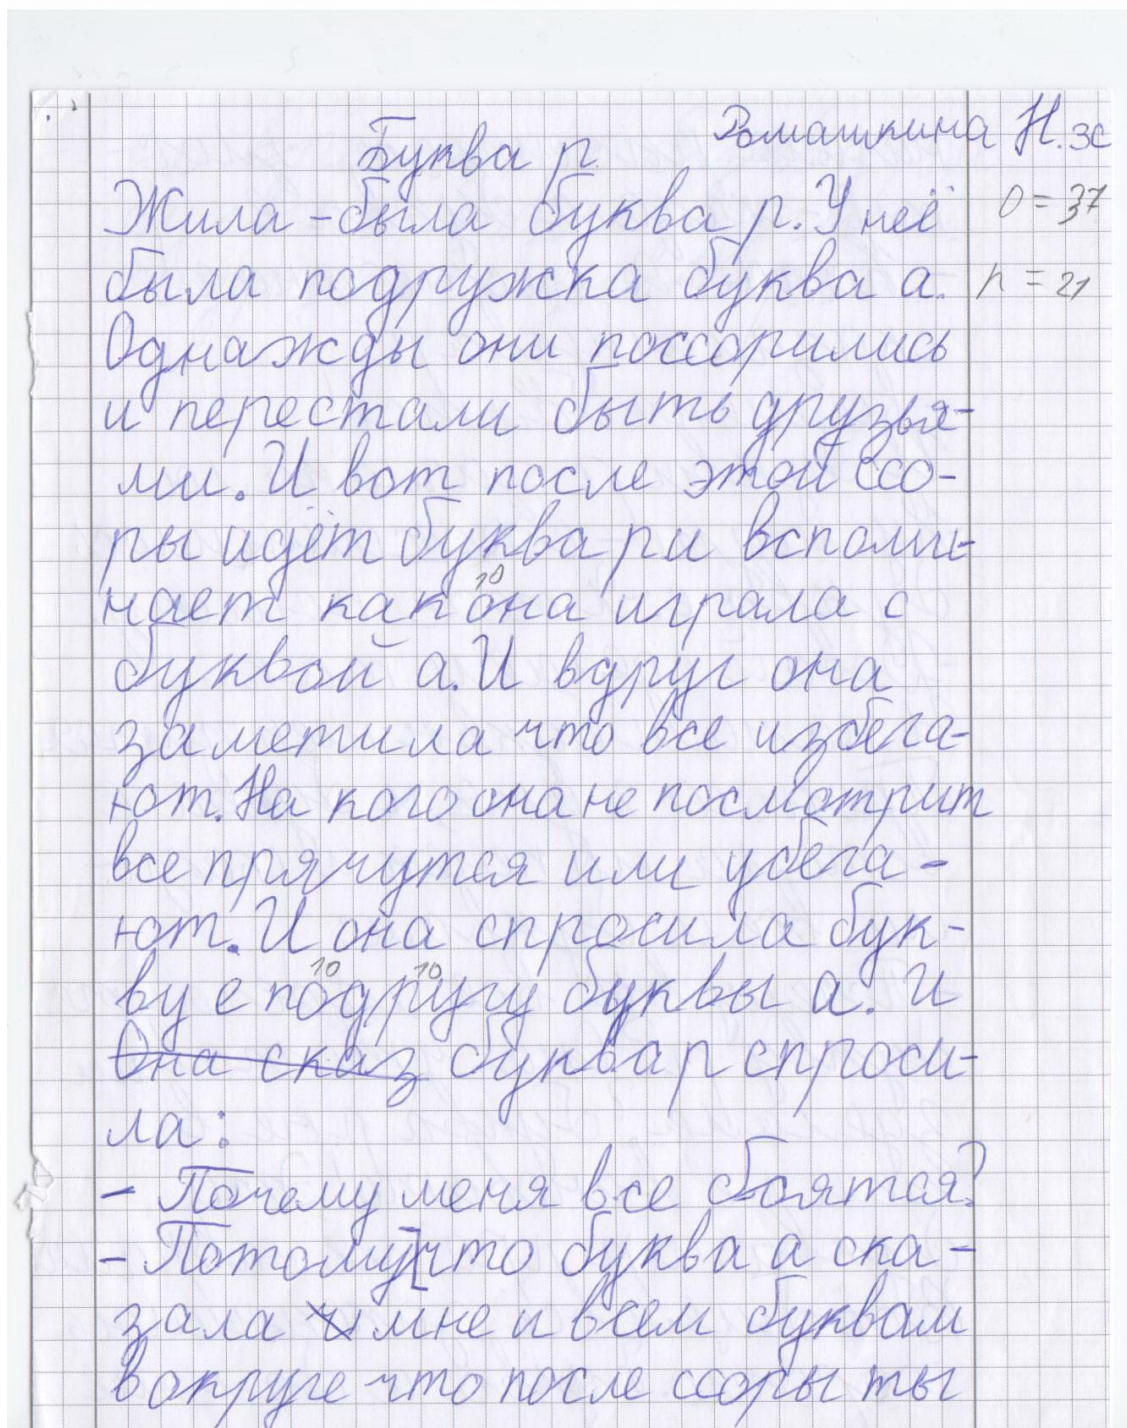 Ромашкина Н. 3с
Буква р.
Жила-была буква р. У неё
О = 37
была подружка буква а.
п = 21
Однажды они поссорились
и перестали быть друзья-
ми. И вот после этой ссо-
ры идёт буква р и вспоми-
10
нает как она играла с
буквой а. И вдруг она
заметила что все избега-
ют. На кого она не посмотрит
все прячутся или убега-
ют. И она спросила бук-
10 10
ву е подругу буквы а. И
Она сказ буква р спроси-
ла:
- Почему меня все боятся?
- Потому что буква а ска-
зала мне и всем буквам
в округе что после ссоры ты